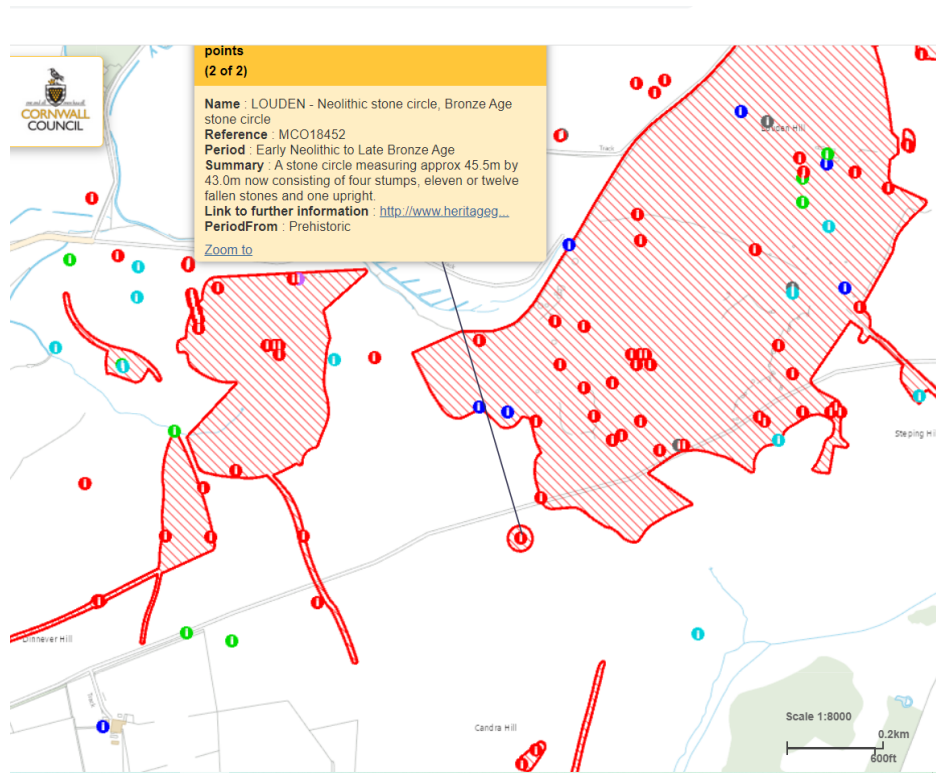 points
(2 of 2)
Name : LOUDEN - Neolithic stone circle, Bronze Age
stone circle
Reference : MCO18452
Period : Early Neolithic to Late Bronze Age
Summary : A stone circle measuring approx 45.5m by
43.0m now consisting of four stumps, eleven or twelve
fallen stones and one upright.
Link to further information : http://www.heritageg...
PeriodFrom : Prehistoric
Zoom to
CORNWALL
COUNCIL
Track
Louden Hill
Steping Hil
Dinnever Hill
Track
Candra Hill
Scale 1:8000
0.2km
600ft